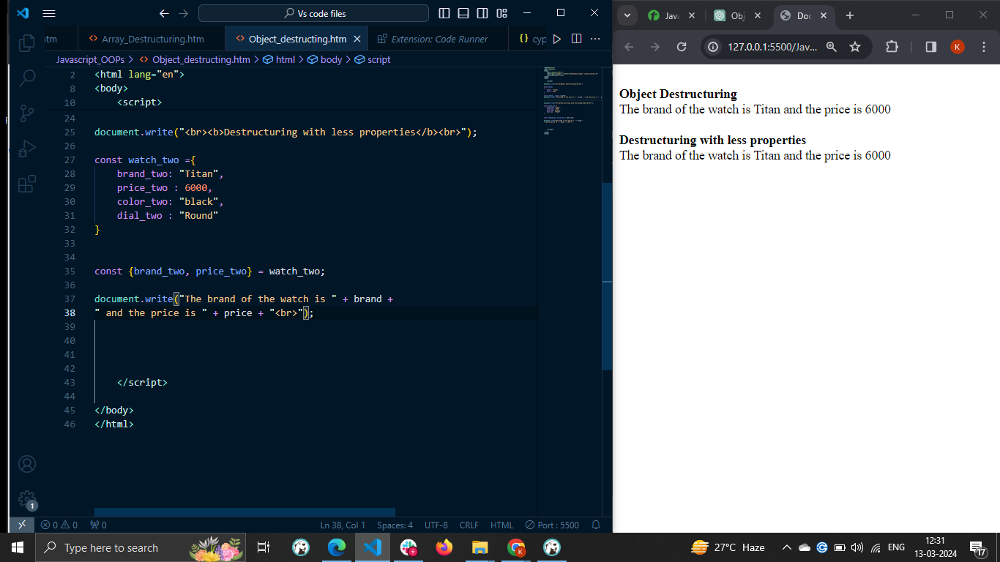 Vs code files
tm
Array_Destructuring.htm
Object_destructing.htm
Extension: Code Runner
{} cyp
Javascript_OOPs > Object_destructing.htm > html > body > script
2 <html lang="en">
8 <body>
10 <script>
24
25 document.write("<br><b>Destructuring with less properties</b><br>");
26
27 const watch_two ={
28 brand_two: "Titan",
29 price_two : 6000,
30 color_two: "black",
31 dial_two : "Round"
32 }
33
34
35 const {brand_two, price_two} = watch_two;
36
37 document.write("The brand of the watch is " + brand +
38 " and the price is " + price + "<br>");
39
40
41
42
43 </script>
44
45 </body>
46 </html>
1
0 0 0
Ln 38, Col 1
Spaces: 4
UTF-8
CRLF
HTML
Port : 5500
Java
Obj
Doc
127.0.0.1:5500/Jav...
K
Object Destructuring
The brand of the watch is Titan and the price is 6000
Destructuring with less properties
The brand of the watch is Titan and the price is 6000
Type here to search
27°C Haze
ENG
12:31
13-03-2024
17